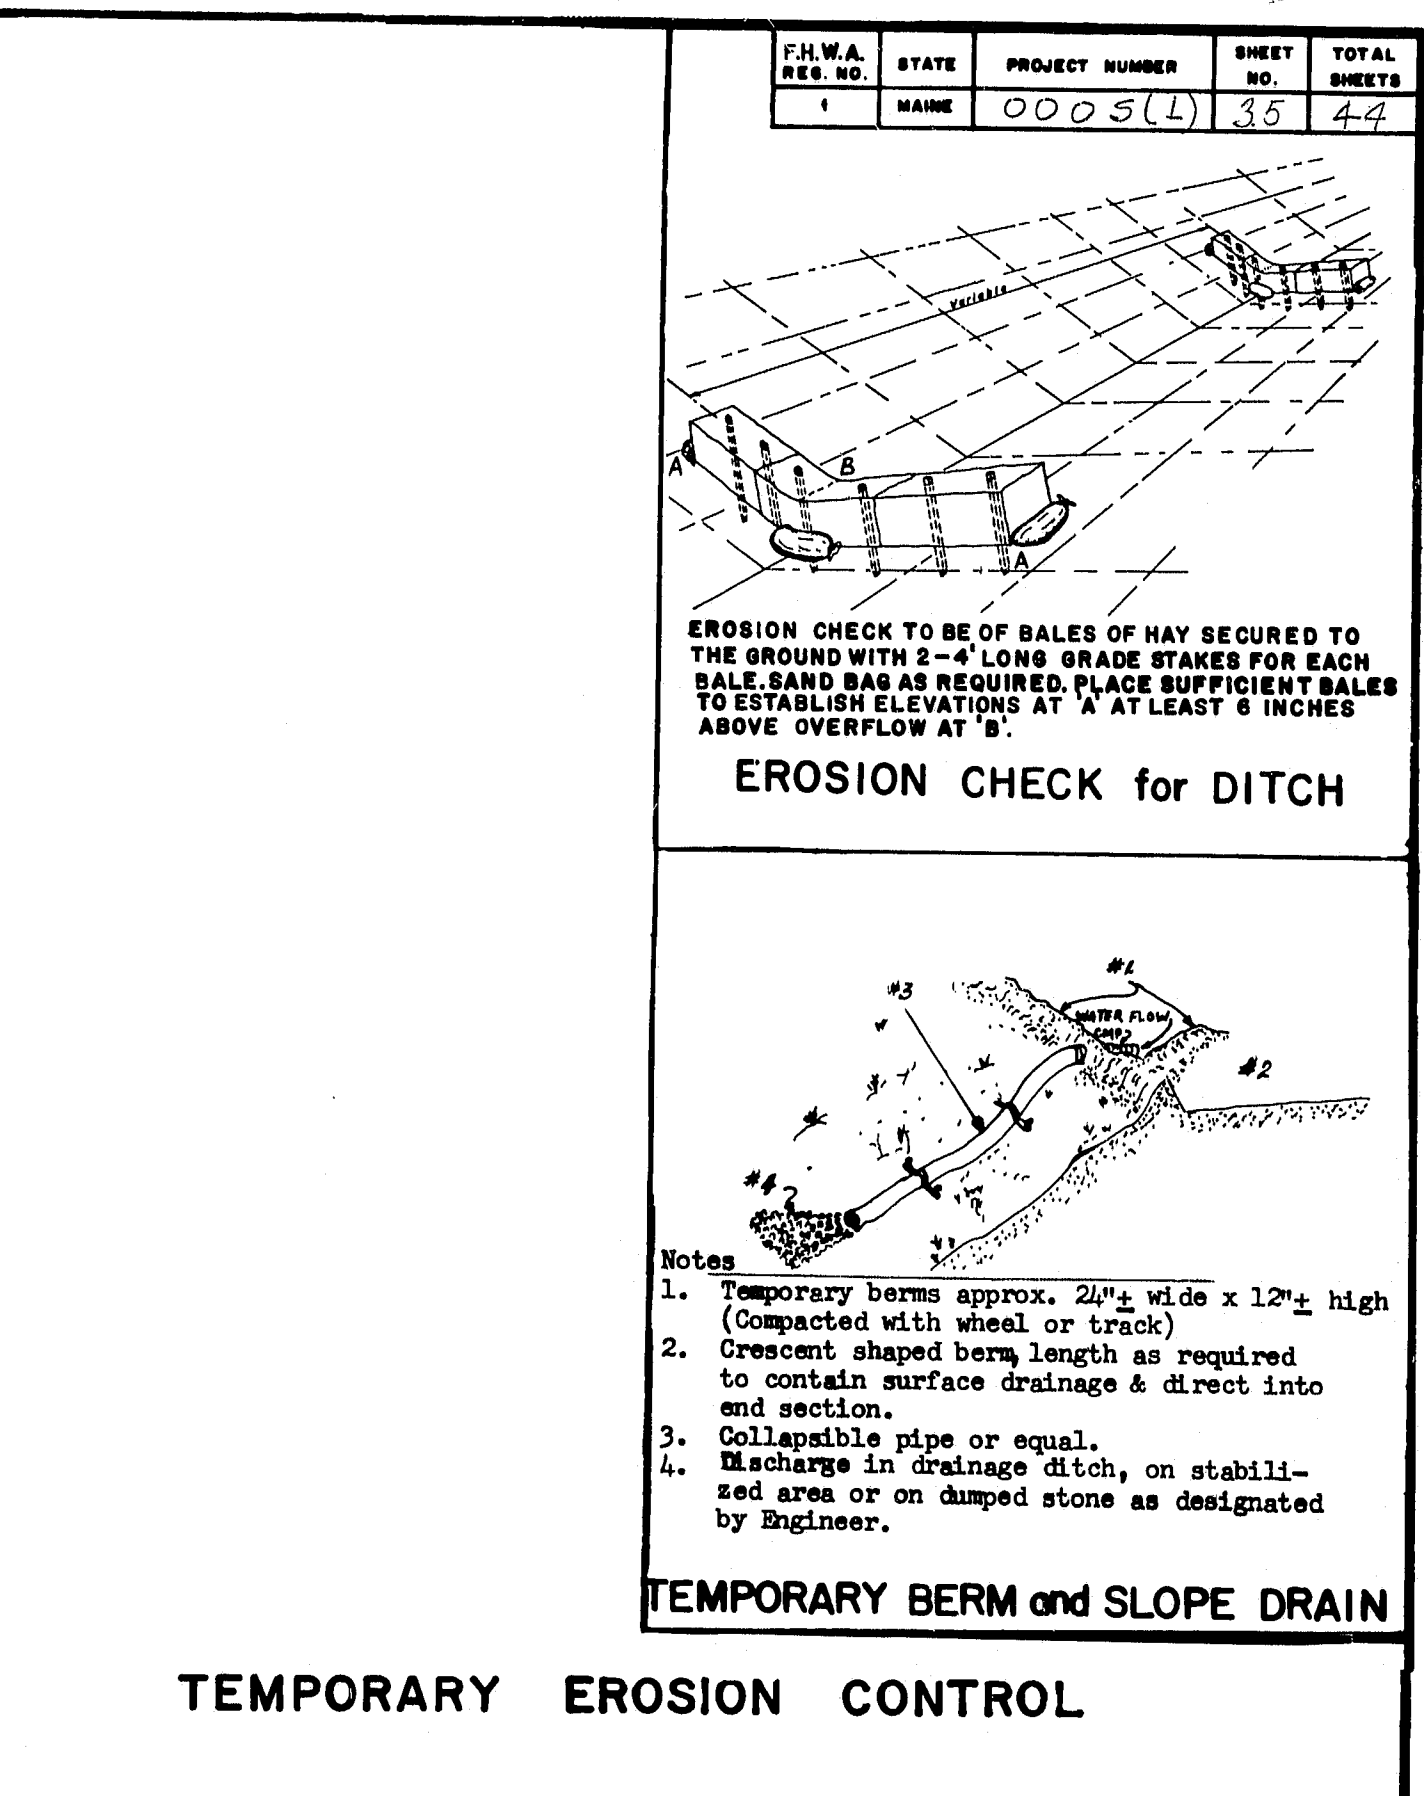 F.H.W.A. REG. NO. STATE PROJECT NUMBER SHEET NO. TOTAL SHEETS
1 MAINE 0005(1) 35 44
Variable
A
B
A
EROSION CHECK TO BE OF BALES OF HAY SECURED TO
THE GROUND WITH 2-4' LONG GRADE STAKES FOR EACH
BALE. SAND BAG AS REQUIRED. PLACE SUFFICIENT BALES
TO ESTABLISH ELEVATIONS AT 'A' AT LEAST 6 INCHES
ABOVE OVERFLOW AT 'B'.
EROSION CHECK for DITCH
#1
#3
WATER FLOW
CMP
#2
#4
Notes
1. Temporary berms approx. 24"± wide x 12"± high
(Compacted with wheel or track)
2. Crescent shaped berm, length as required
to contain surface drainage & direct into
end section.
3. Collapsible pipe or equal.
4. Discharge in drainage ditch, on stabili-
zed area or on dumped stone as designated
by Engineer.
TEMPORARY BERM and SLOPE DRAIN
TEMPORARY EROSION CONTROL